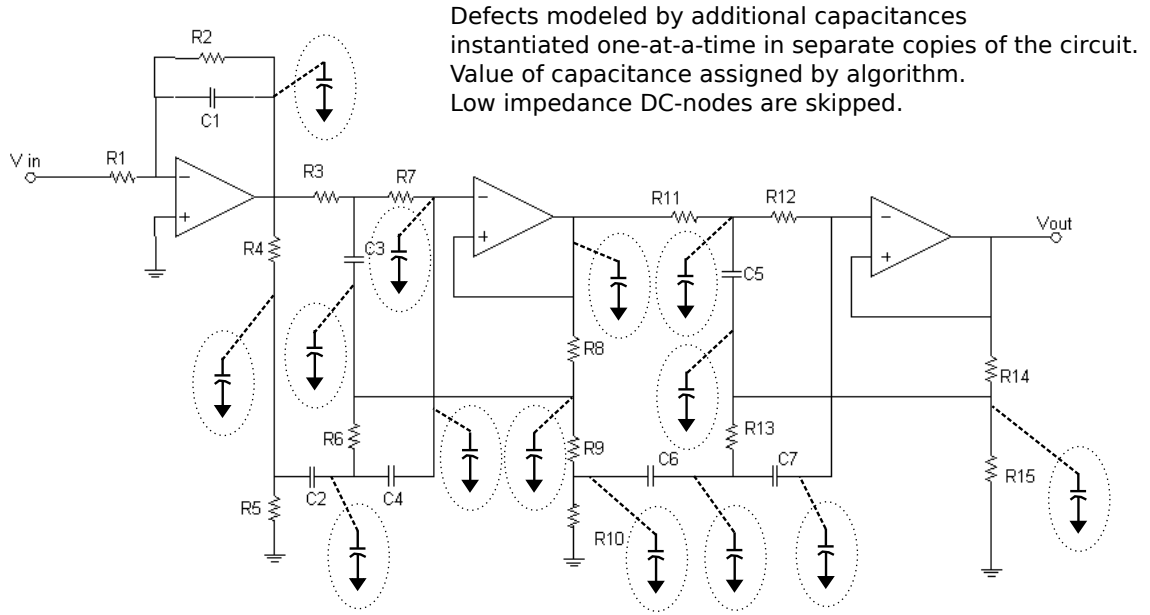 Defects modeled by additional capacitances
instantiated one-at-a-time in separate copies of the circuit.
Value of capacitance assigned by algorithm.
Low impedance DC-nodes are skipped.
R2
C1
V in
R1
−
+
R3
R7
−
+
R11
R12
−
+
Vout
R4
C3
C5
R8
R14
R6
R9
R13
R5
C2
C4
C6
C7
R15
R10